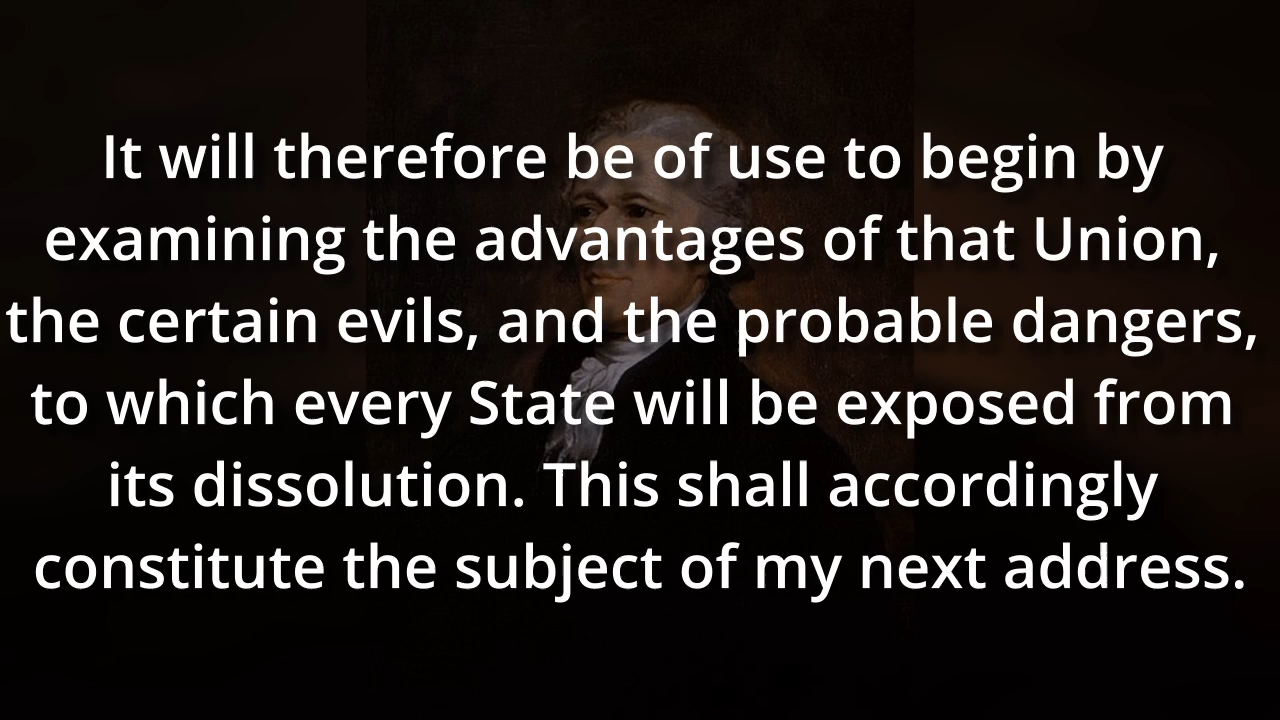 It will therefore be of use to begin by
examining the advantages of that Union,
the certain evils, and the probable dangers,
to which every State will be exposed from
its dissolution. This shall accordingly
constitute the subject of my next address.